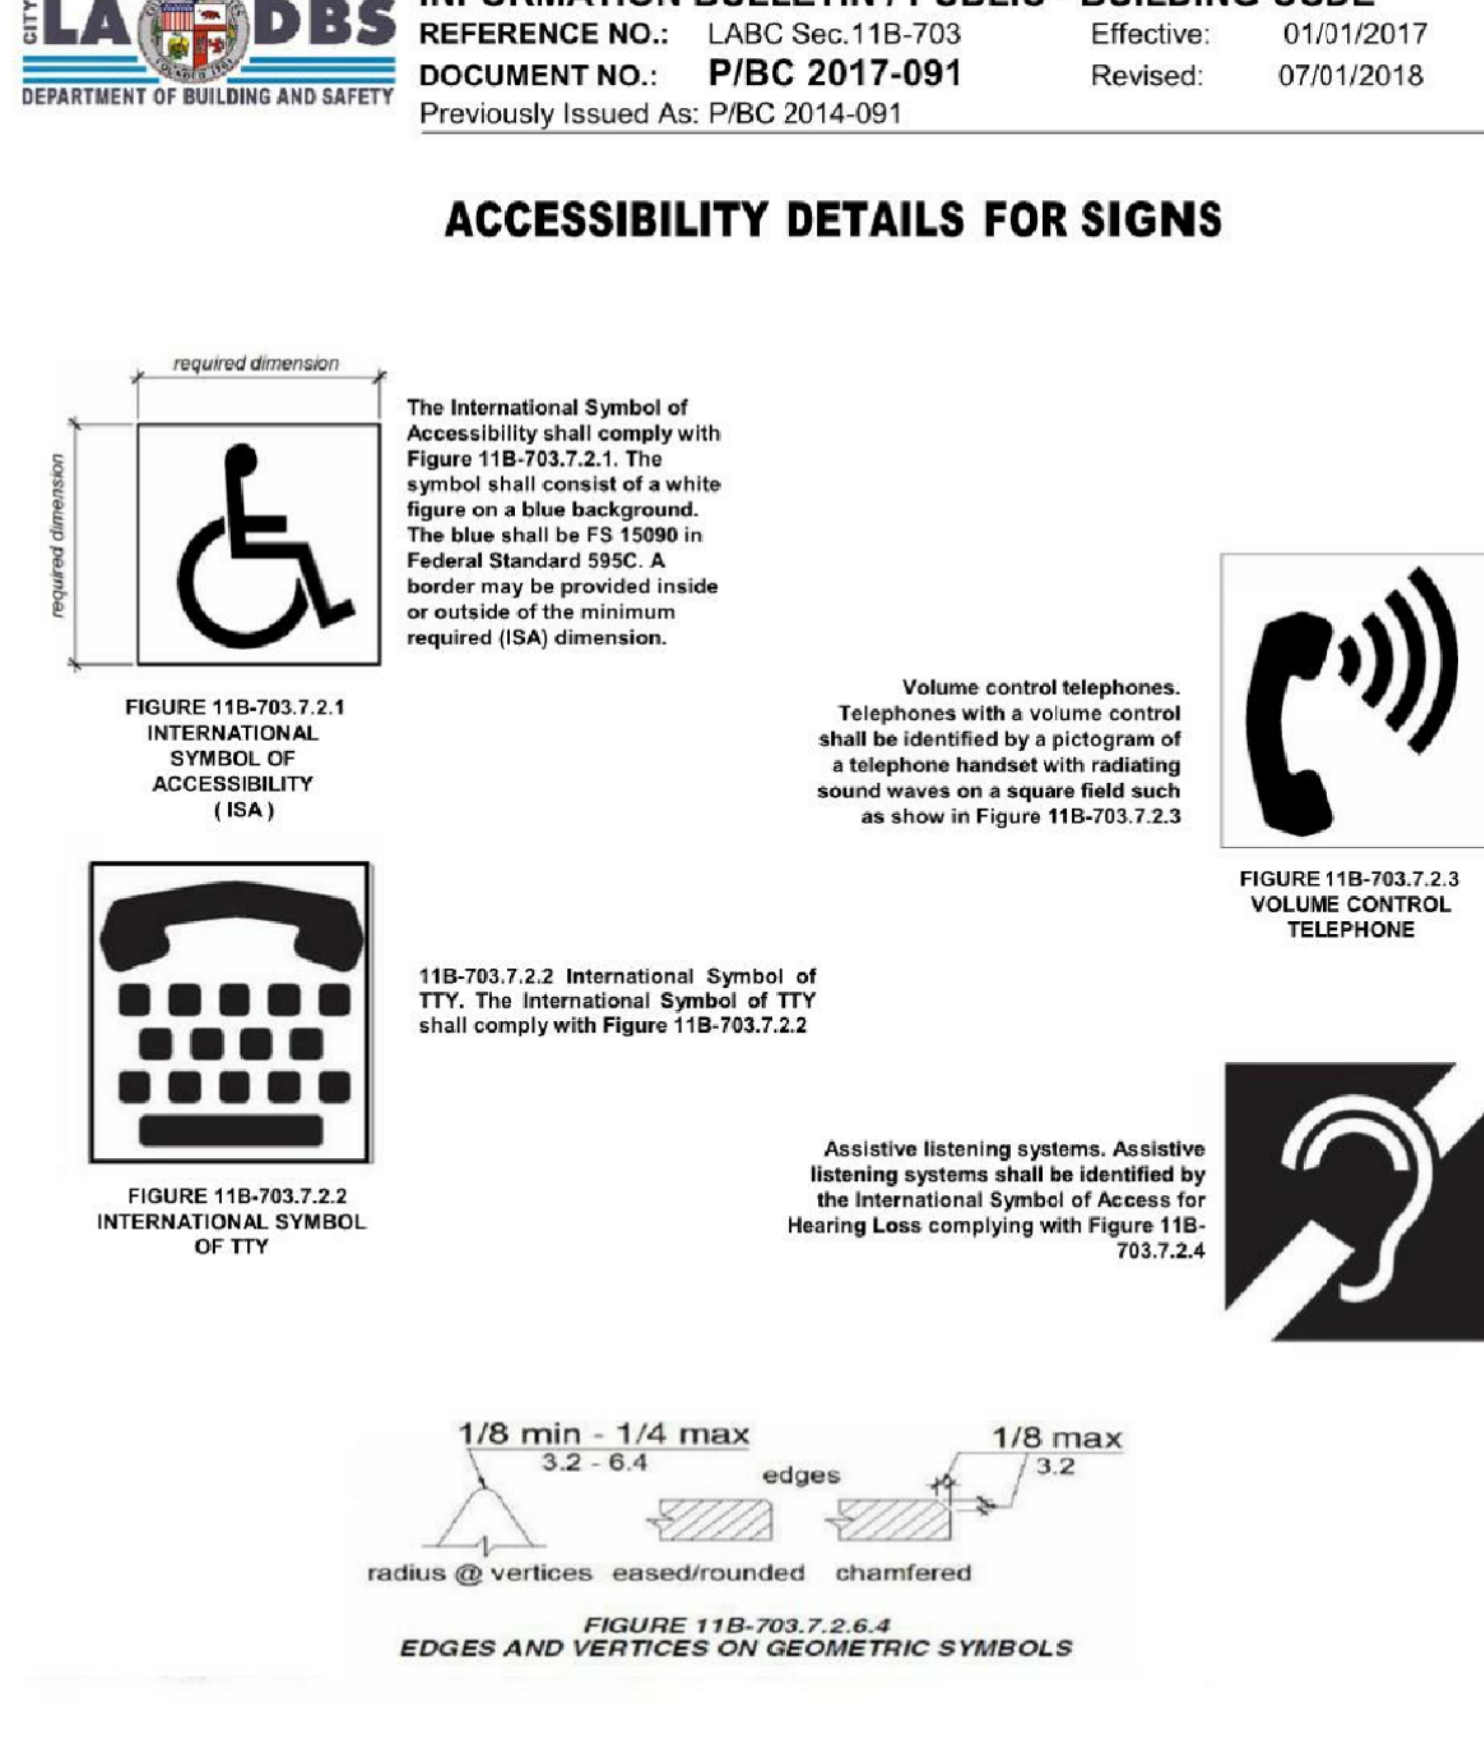 CITY
LA DBS
DEPARTMENT OF BUILDING AND SAFETY
INFORMATION BULLETIN / PUBLIC - BUILDING CODE
REFERENCE NO.: LABC Sec.11B-703 Effective: 01/01/2017
DOCUMENT NO.: P/BC 2017-091 Revised: 07/01/2018
Previously Issued As: P/BC 2014-091
ACCESSIBILITY DETAILS FOR SIGNS
required dimension
required dimension
The International Symbol of
Accessibility shall comply with
Figure 11B-703.7.2.1. The
symbol shall consist of a white
figure on a blue background.
The blue shall be FS 15090 in
Federal Standard 595C. A
border may be provided inside
or outside of the minimum
required (ISA) dimension.
FIGURE 11B-703.7.2.1
INTERNATIONAL
SYMBOL OF
ACCESSIBILITY
( ISA )
Volume control telephones.
Telephones with a volume control
shall be identified by a pictogram of
a telephone handset with radiating
sound waves on a square field such
as show in Figure 11B-703.7.2.3
FIGURE 11B-703.7.2.3
VOLUME CONTROL
TELEPHONE
11B-703.7.2.2 International Symbol of
TTY. The International Symbol of TTY
shall comply with Figure 11B-703.7.2.2
FIGURE 11B-703.7.2.2
INTERNATIONAL SYMBOL
OF TTY
Assistive listening systems. Assistive
listening systems shall be identified by
the International Symbol of Access for
Hearing Loss complying with Figure 11B-
703.7.2.4
1/8 min - 1/4 max
3.2 - 6.4
edges
1/8 max
3.2
radius @ vertices eased/rounded chamfered
FIGURE 11B-703.7.2.6.4
EDGES AND VERTICES ON GEOMETRIC SYMBOLS